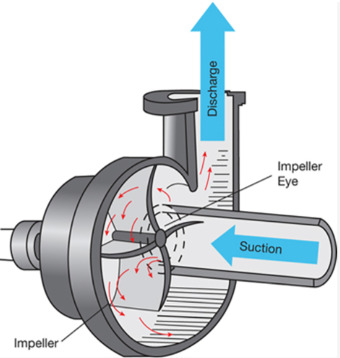 Discharge
Impeller
Eye
Suction
Impeller